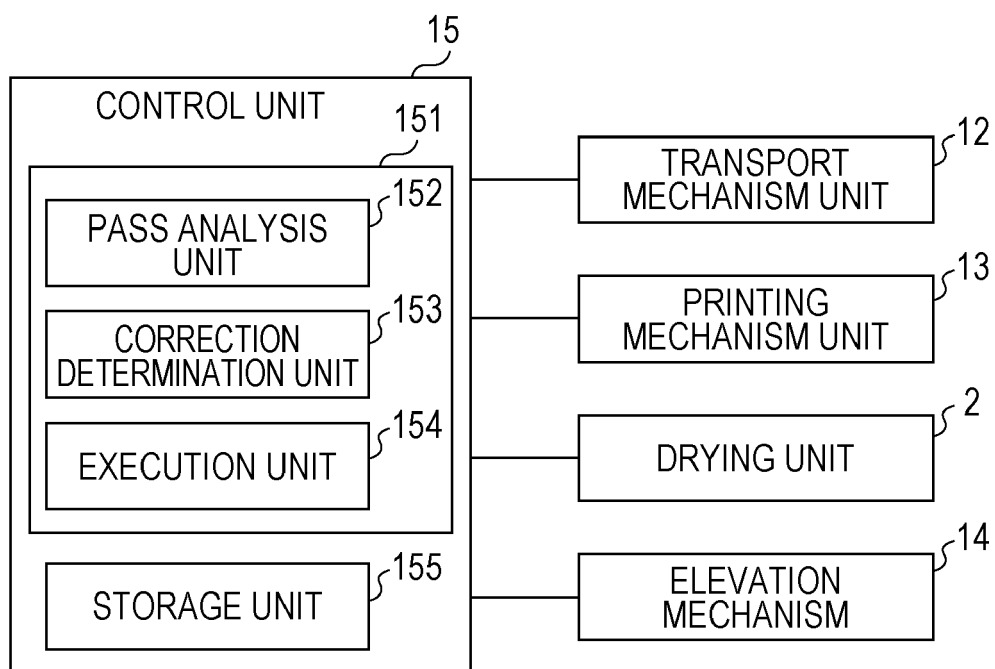 15
CONTROL UNIT
151
152
PASS ANALYSIS
UNIT
153
CORRECTION
DETERMINATION UNIT
154
EXECUTION UNIT
155
STORAGE UNIT
12
TRANSPORT
MECHANISM UNIT
13
PRINTING
MECHANISM UNIT
2
DRYING UNIT
14
ELEVATION
MECHANISM